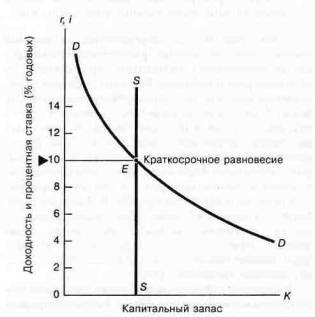 r, i
D
S
14
12
10
8
6
4
2
0
Доходность и процентная ставка (% годовых)
E
Краткосрочное равновесие
D
S
K
Капитальный запас